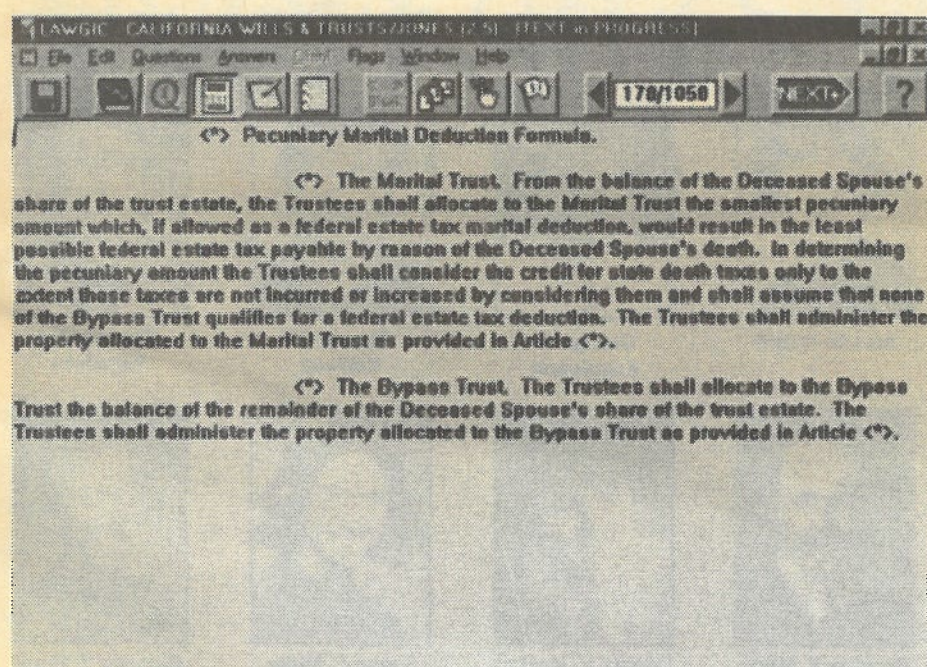 LAWGIC - CALIFORNIA WILLS & TRUSTS/JONES (2.5) [TEXT in PROGRESS]
File Edit Questions Answers Flags Window Help
178/1058 NEXT ?
<*> Pecuniary Marital Deduction Formula.
<*> The Marital Trust. From the balance of the Deceased Spouse's
share of the trust estate, the Trustees shall allocate to the Marital Trust the smallest pecuniary
amount which, if allowed as a federal estate tax marital deduction, would result in the least
possible federal estate tax payable by reason of the Deceased Spouse's death. In determining
the pecuniary amount the Trustees shall consider the credit for state death taxes only to the
extent those taxes are not incurred or increased by considering them and shall assume that none
of the Bypass Trust qualifies for a federal estate tax deduction. The Trustees shall administer the
property allocated to the Marital Trust as provided in Article <*>.
<*> The Bypass Trust. The Trustees shall allocate to the Bypass
Trust the balance of the remainder of the Deceased Spouse's share of the trust estate. The
Trustees shall administer the property allocated to the Bypass Trust as provided in Article <*>.